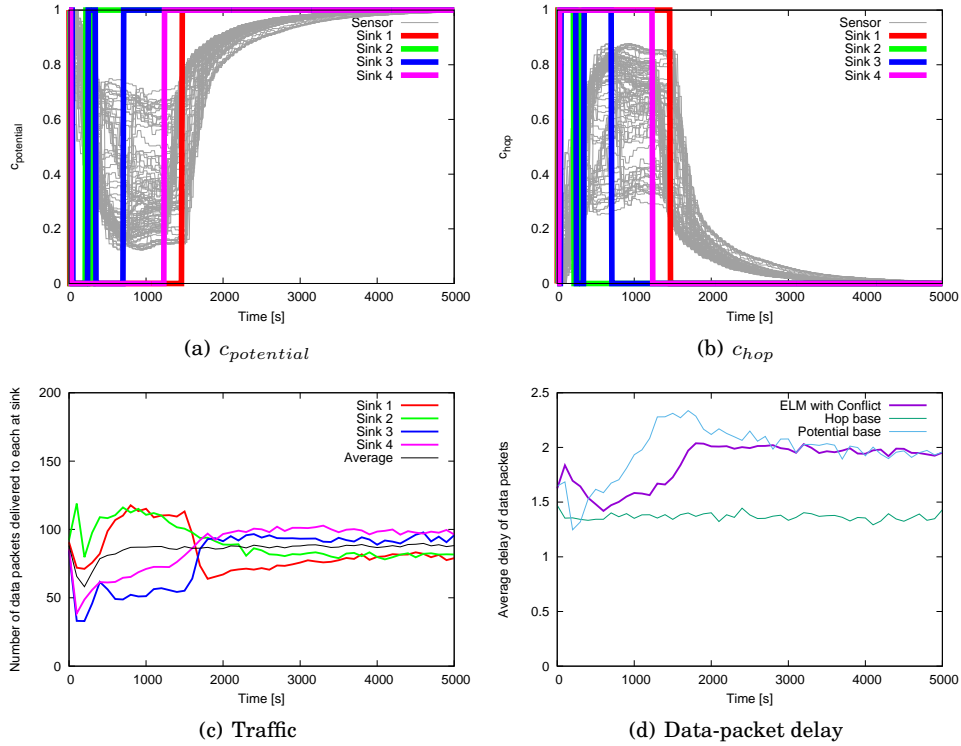 Sensor
Sink 1
Sink 2
Sink 3
Sink 4
c_potential
1
0.8
0.6
0.4
0.2
0
0 1000 2000 3000 4000 5000
Time [s]
(a) c_potential
Sensor
Sink 1
Sink 2
Sink 3
Sink 4
c_hop
1
0.8
0.6
0.4
0.2
0
0 1000 2000 3000 4000 5000
Time [s]
(b) c_hop
Sink 1
Sink 2
Sink 3
Sink 4
Average
Number of data packets delivered to each at sink
200
150
100
50
0
0 1000 2000 3000 4000 5000
Time [s]
(c) Traffic
ELM with Conflict
Hop base
Potential base
Average delay of data packets
2.5
2
1.5
1
0.5
0
0 1000 2000 3000 4000 5000
Time [s]
(d) Data-packet delay